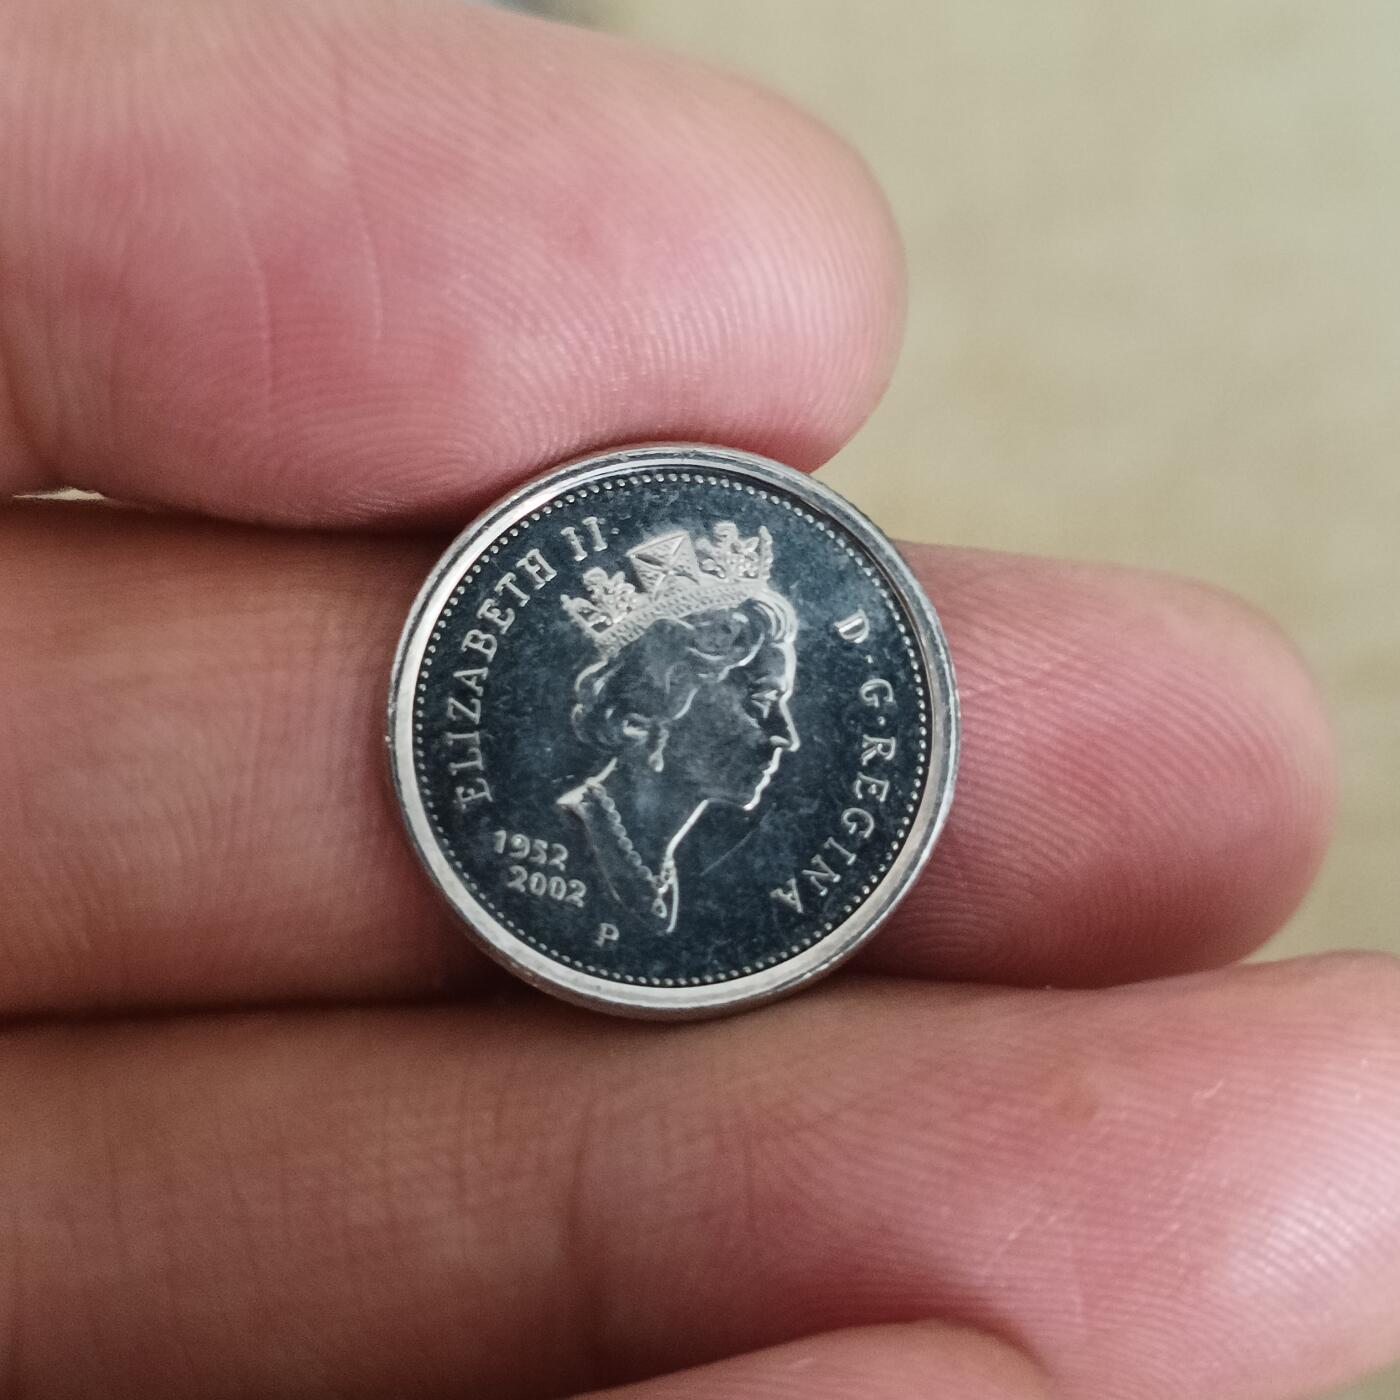 ELIZABETH II
D·G·REGINA
1952
2002
P